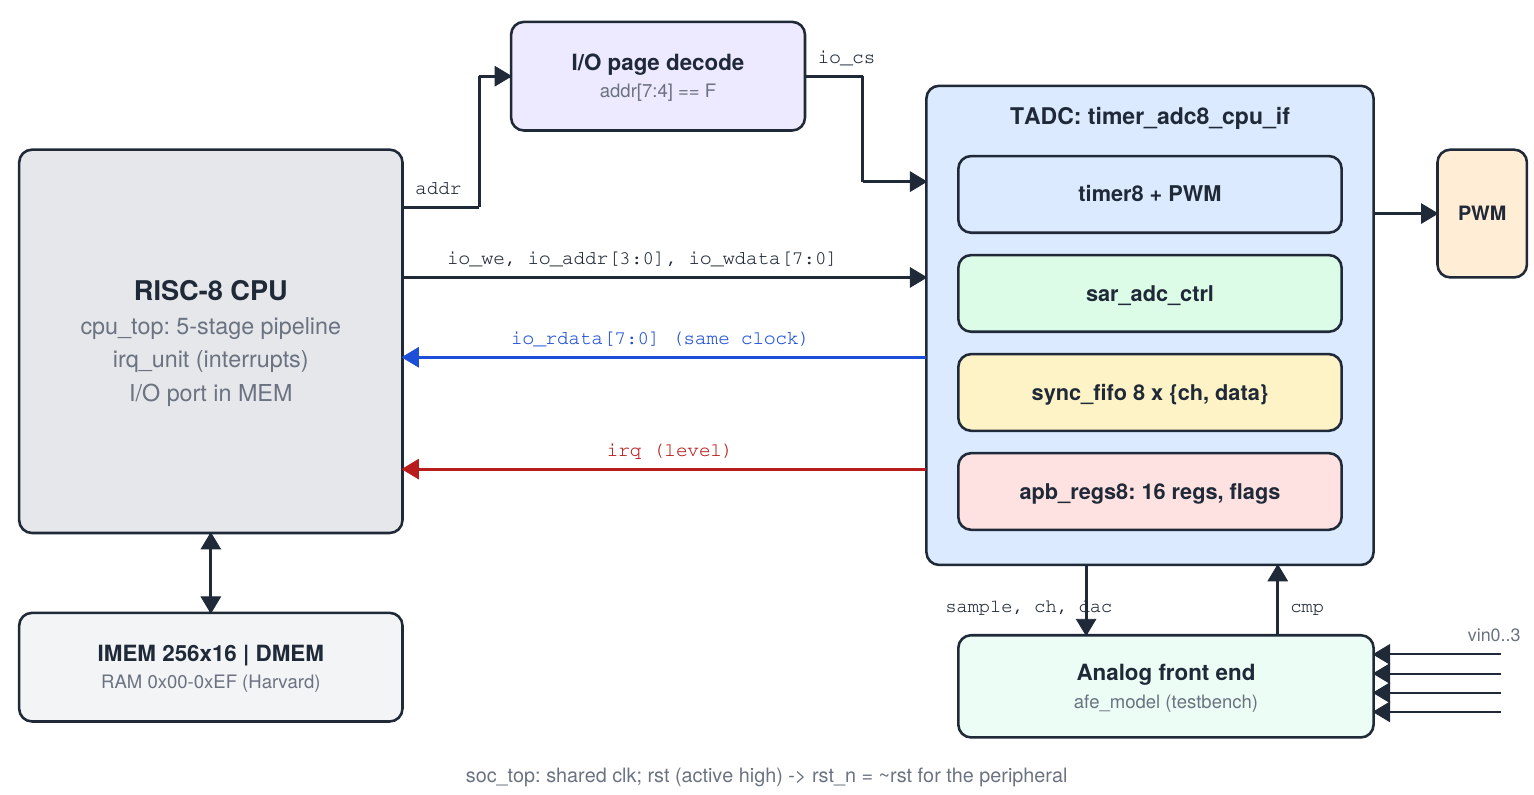 I/O page decode
addr[7:4] == F
io_cs
addr
RISC-8 CPU
cpu_top: 5-stage pipeline
irq_unit (interrupts)
I/O port in MEM
io_we, io_addr[3:0], io_wdata[7:0]
io_rdata[7:0] (same clock)
irq (level)
TADC: timer_adc8_cpu_if
timer8 + PWM
sar_adc_ctrl
sync_fifo 8 x {ch, data}
apb_regs8: 16 regs, flags
PWM
IMEM 256x16 | DMEM
RAM 0x00-0xEF (Harvard)
sample, ch, dac
cmp
vin0..3
Analog front end
afe_model (testbench)
soc_top: shared clk; rst (active high) -> rst_n = ~rst for the peripheral